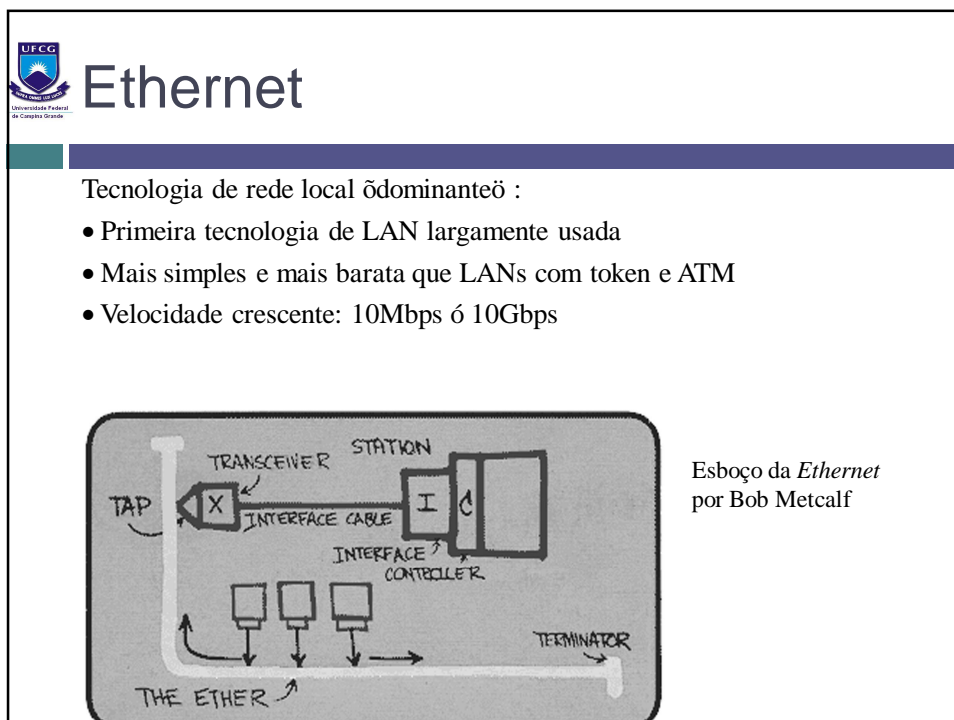 UFCG
Universidade Federal
de Campina Grande
Ethernet
Tecnologia de rede local õdominanteö :
• Primeira tecnologia de LAN largamente usada
• Mais simples e mais barata que LANs com token e ATM
• Velocidade crescente: 10Mbps ó 10Gbps
STATION
TRANSCEIVER
TAP
X
I
C
INTERFACE CABLE
INTERFACE
CONTROLLER
TERMINATOR
THE ETHER
Esboço da Ethernet
por Bob Metcalf